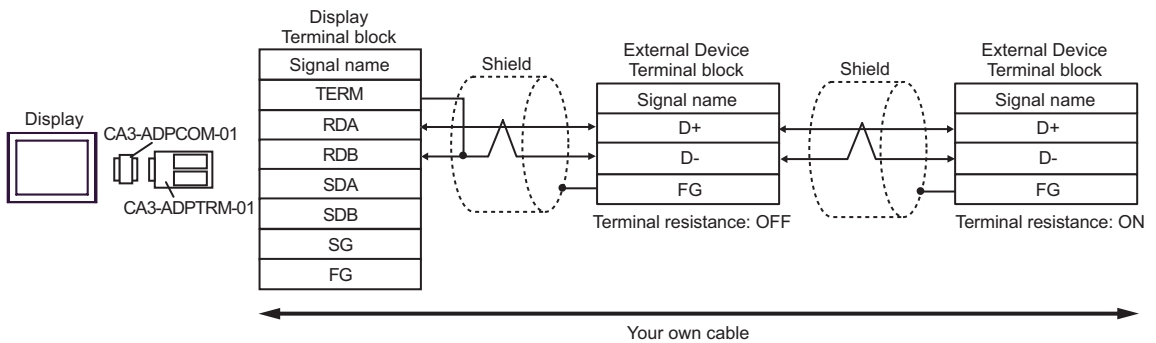 Display
CA3-ADPCOM-01
CA3-ADPTRM-01
Display
Terminal block
Signal name
TERM
RDA
RDB
SDA
SDB
SG
FG
Shield
External Device
Terminal block
Signal name
D+
D-
FG
Terminal resistance: OFF
Shield
External Device
Terminal block
Signal name
D+
D-
FG
Terminal resistance: ON
Your own cable